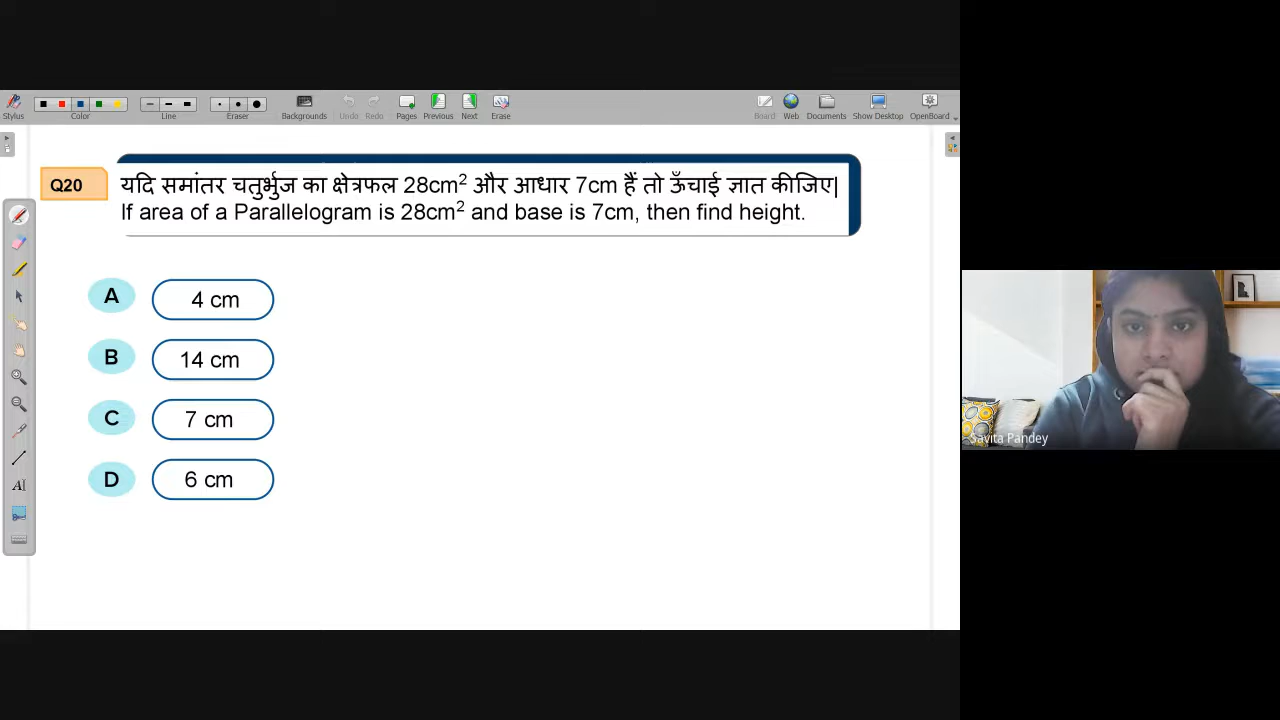 Stylus
Color
Line
Eraser
Backgrounds
Undo
Redo
Pages
Previous
Next
Erase
Board
Web
Documents
Show Desktop
OpenBoard
Q20
यदि समांतर चतुर्भुज का क्षेत्रफल 28cm² और आधार 7cm हैं तो ऊँचाई ज्ञात कीजिए|
If area of a Parallelogram is 28cm² and base is 7cm, then find height.
A 4 cm
B 14 cm
C 7 cm
D 6 cm
AI
Savita Pandey